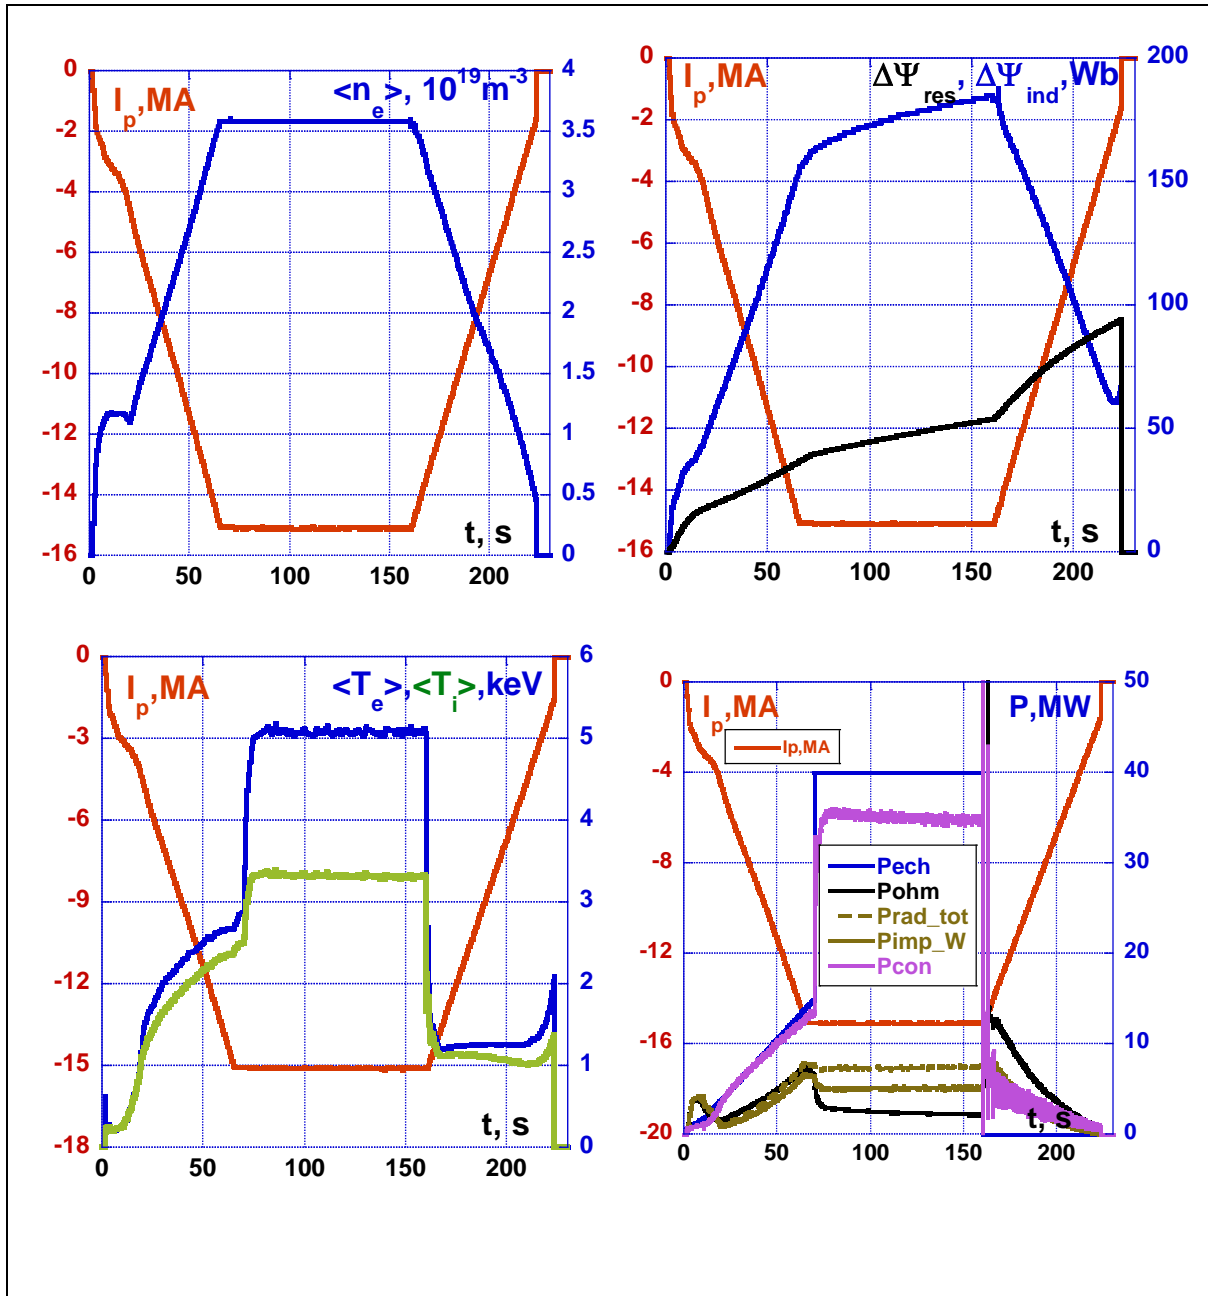 I_p,MA
<n_e>, 10^19m^-3
0
-2
-4
-6
-8
-10
-12
-14
-16
4
3.5
3
2.5
2
1.5
1
0.5
0
t, s
0 50 100 150 200
I_p,MA
ΔΨ_res, ΔΨ_ind,Wb
0
-2
-4
-6
-8
-10
-12
-14
-16
200
150
100
50
0
t, s
0 50 100 150 200
I_p,MA
<T_e>,<T_i>,keV
0
-3
-6
-9
-12
-15
-18
6
5
4
3
2
1
0
t, s
0 50 100 150 200
I_p,MA
P,MW
Ip,MA
0
-4
-8
-12
-16
-20
50
40
30
20
10
0
Pech
Pohm
Prad_tot
Pimp_W
Pcon
t, s
0 50 100 150 200